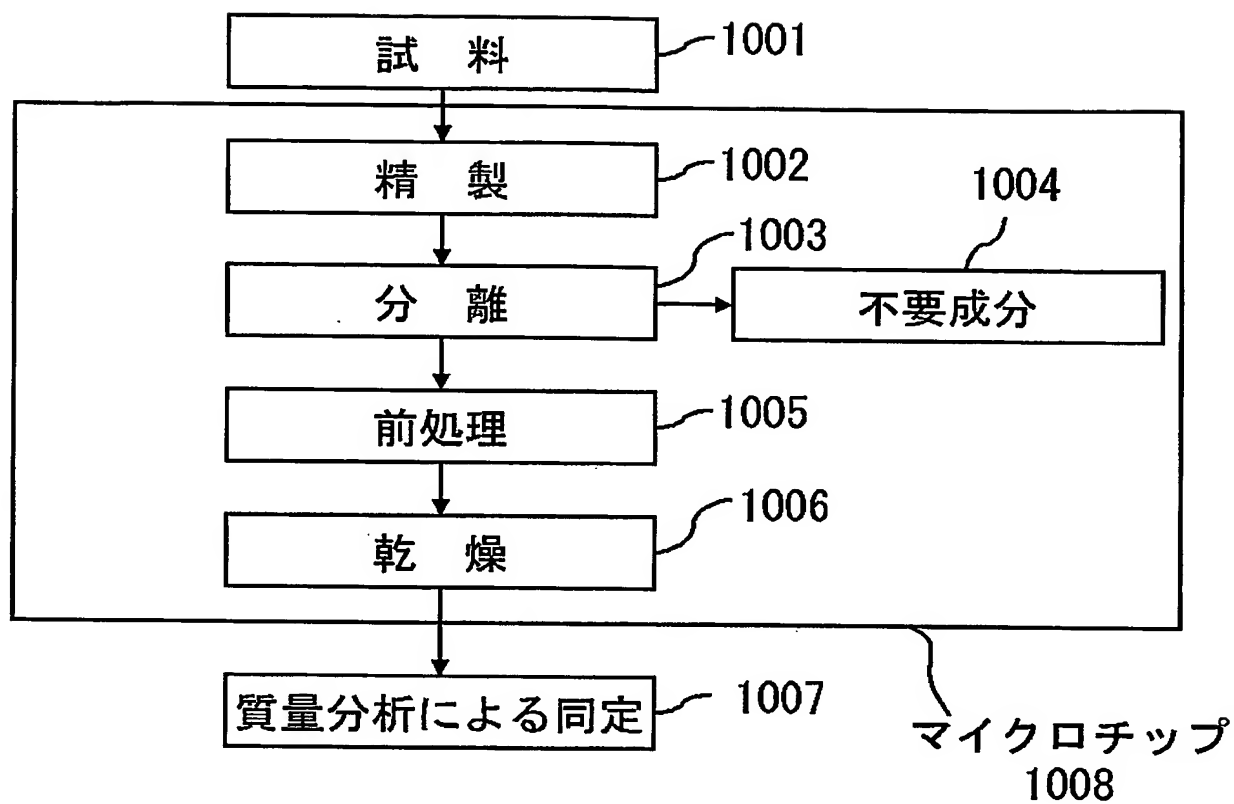 試 料 1001
精 製 1002
1004
分 離 1003
不要成分
前処理 1005
乾 燥 1006
質量分析による同定 1007
マイクロチップ
1008